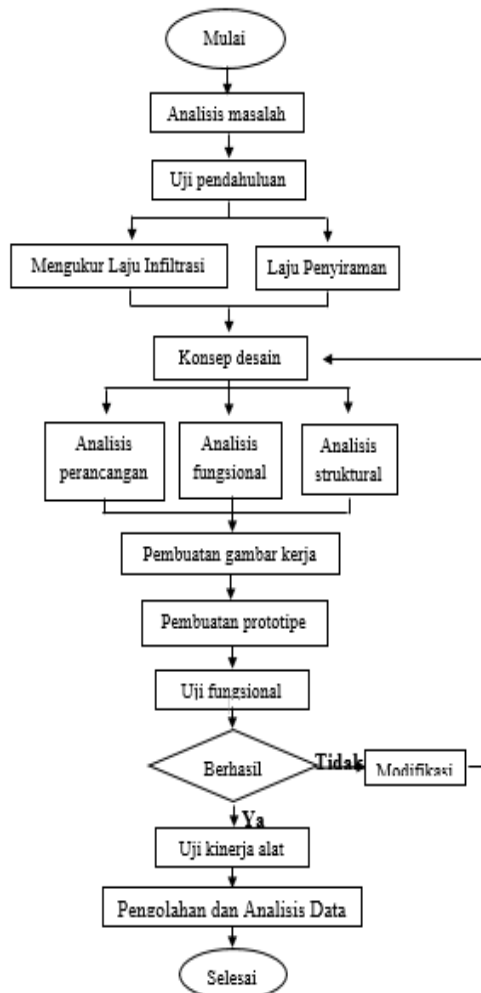 Mulai
Analisis masalah
Uji pendahuluan
Mengukur Laju Infiltrasi
Laju Penyiraman
Konsep desain
Analisis
perancangan
Analisis
fungsional
Analisis
struktural
Pembuatan gambar kerja
Pembuatan prototipe
Uji fungsional
Berhasil
Tidak
Modifikasi
Ya
Uji kinerja alat
Pengolahan dan Analisis Data
Selesai